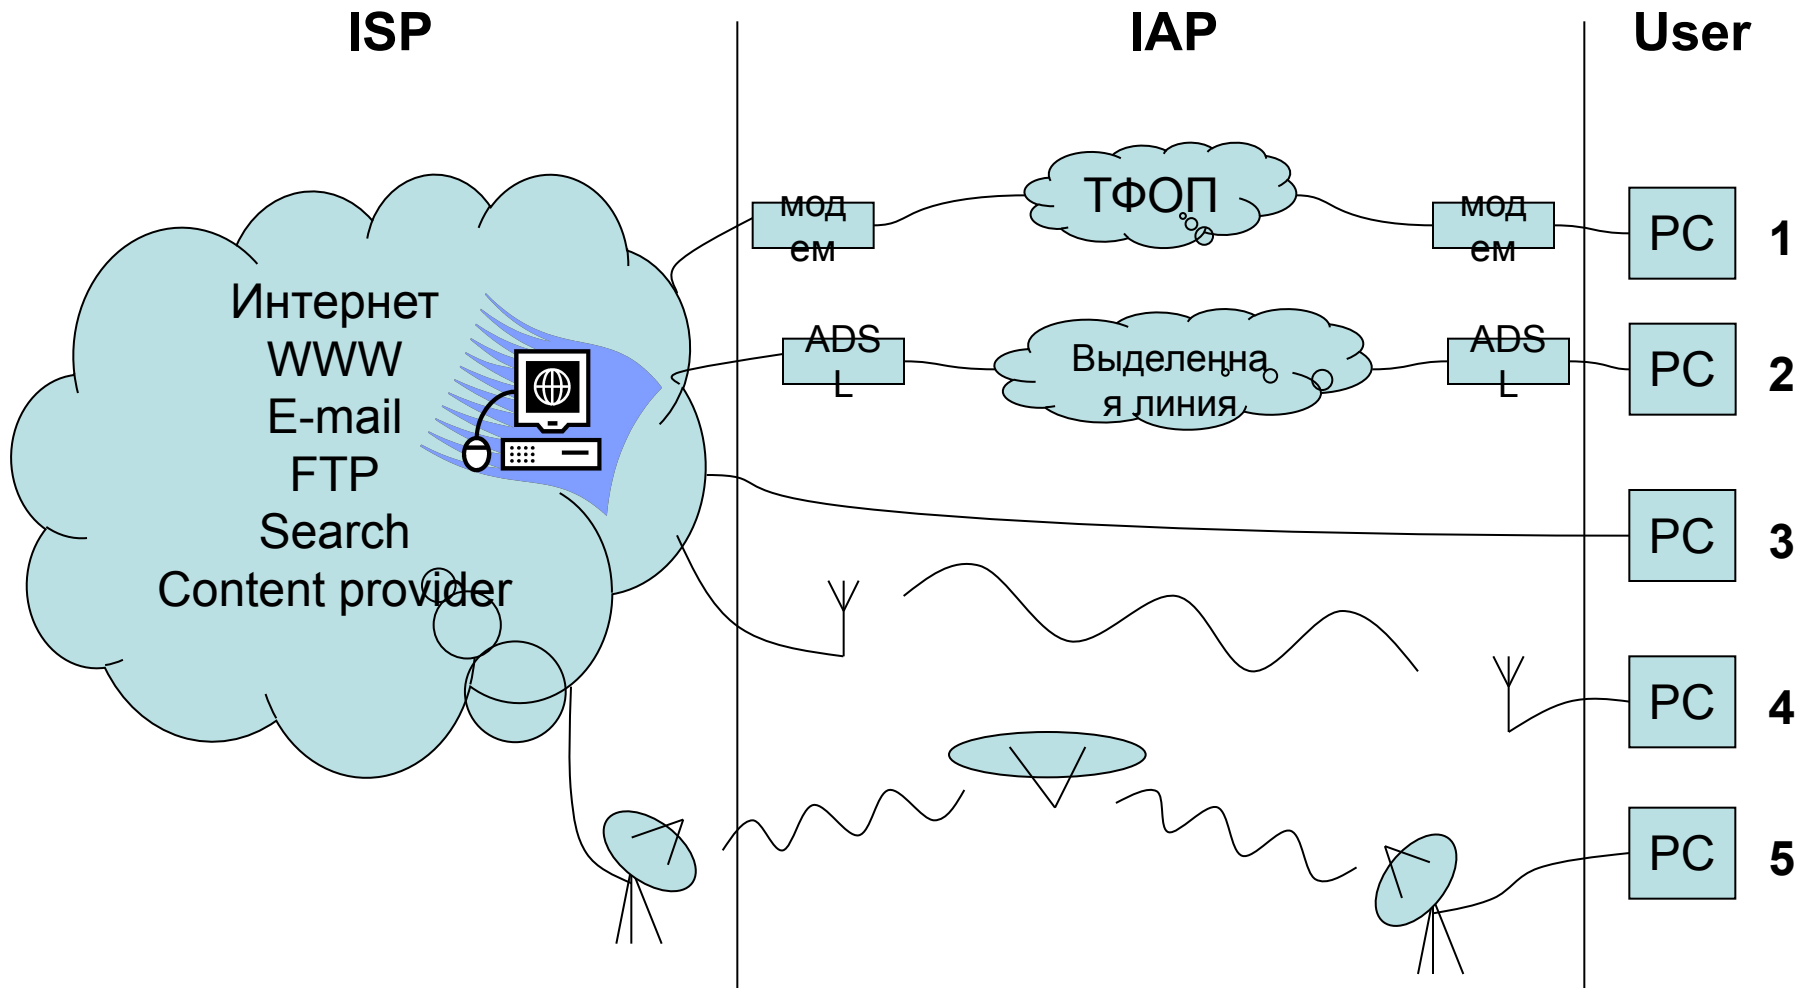 ISP
IAP
User
Интернет
WWW
E-mail
FTP
Search
Content provider
мод
ем
ТФОП
мод
ем
PC
1
ADS
L
Выделенна
я линия
ADS
L
PC
2
PC
3
PC
4
PC
5